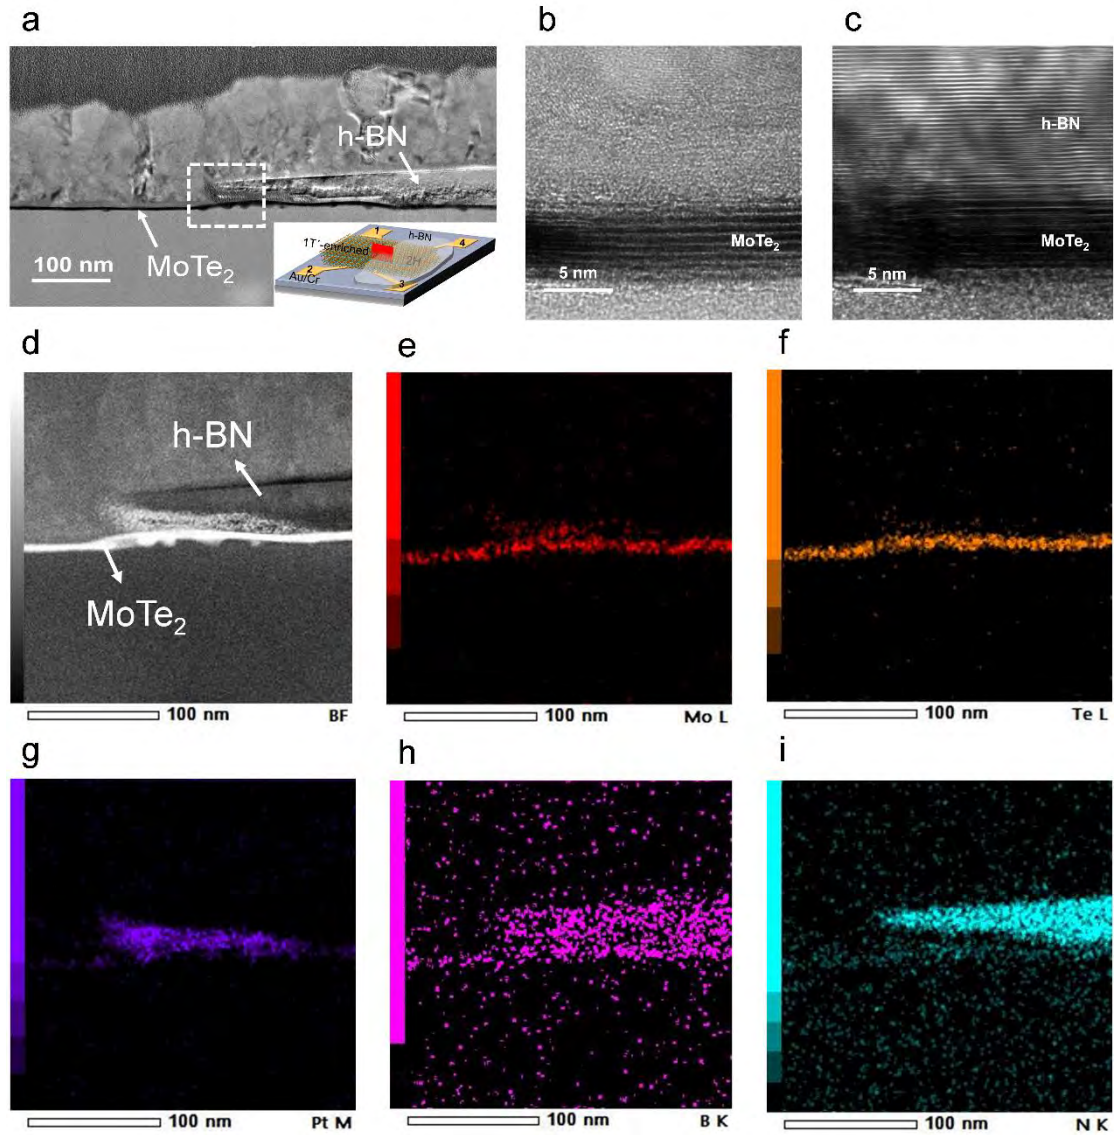 a
h-BN
100 nm
MoTe2
1T´-enriched
h-BN
2H
Au/Cr
1
2
3
4
b
MoTe2
5 nm
c
h-BN
MoTe2
5 nm
d
h-BN
MoTe2
100 nm
BF
e
100 nm
Mo L
f
100 nm
Te L
g
100 nm
Pt M
h
100 nm
B K
i
100 nm
N K